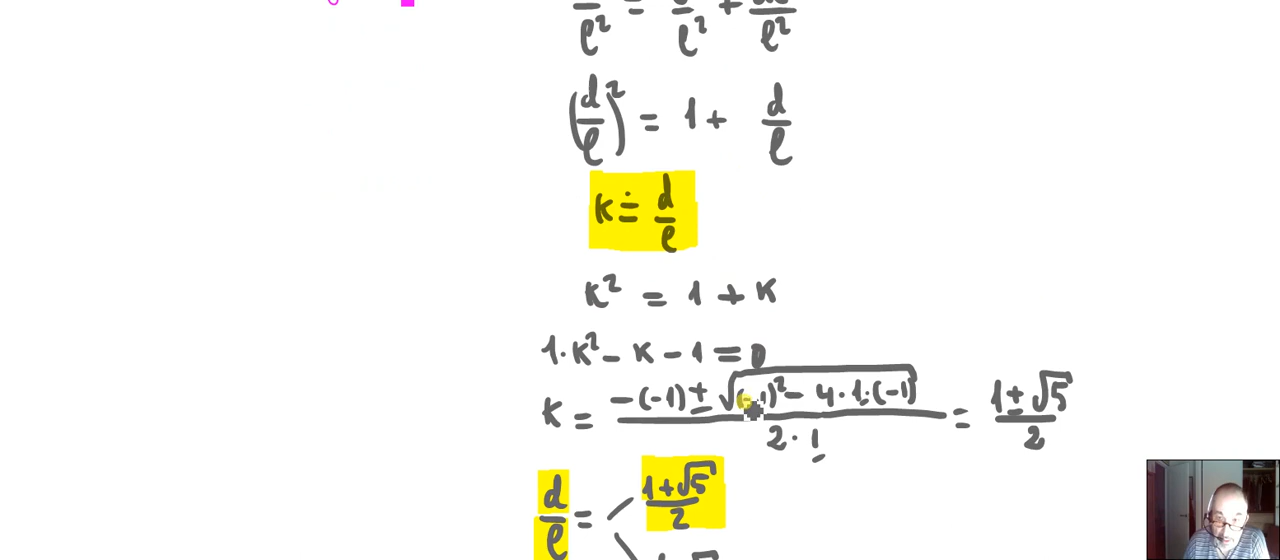 (d/ℓ)² = 1 + d/ℓ
k ≐ d/ℓ
k² = 1 + k
1·k² - k - 1 = 0
k = (-(-1) ± √((-1)² - 4·1·(-1))) / (2·1) = (1 ± √5)/2
d/ℓ = < (1+√5)/2